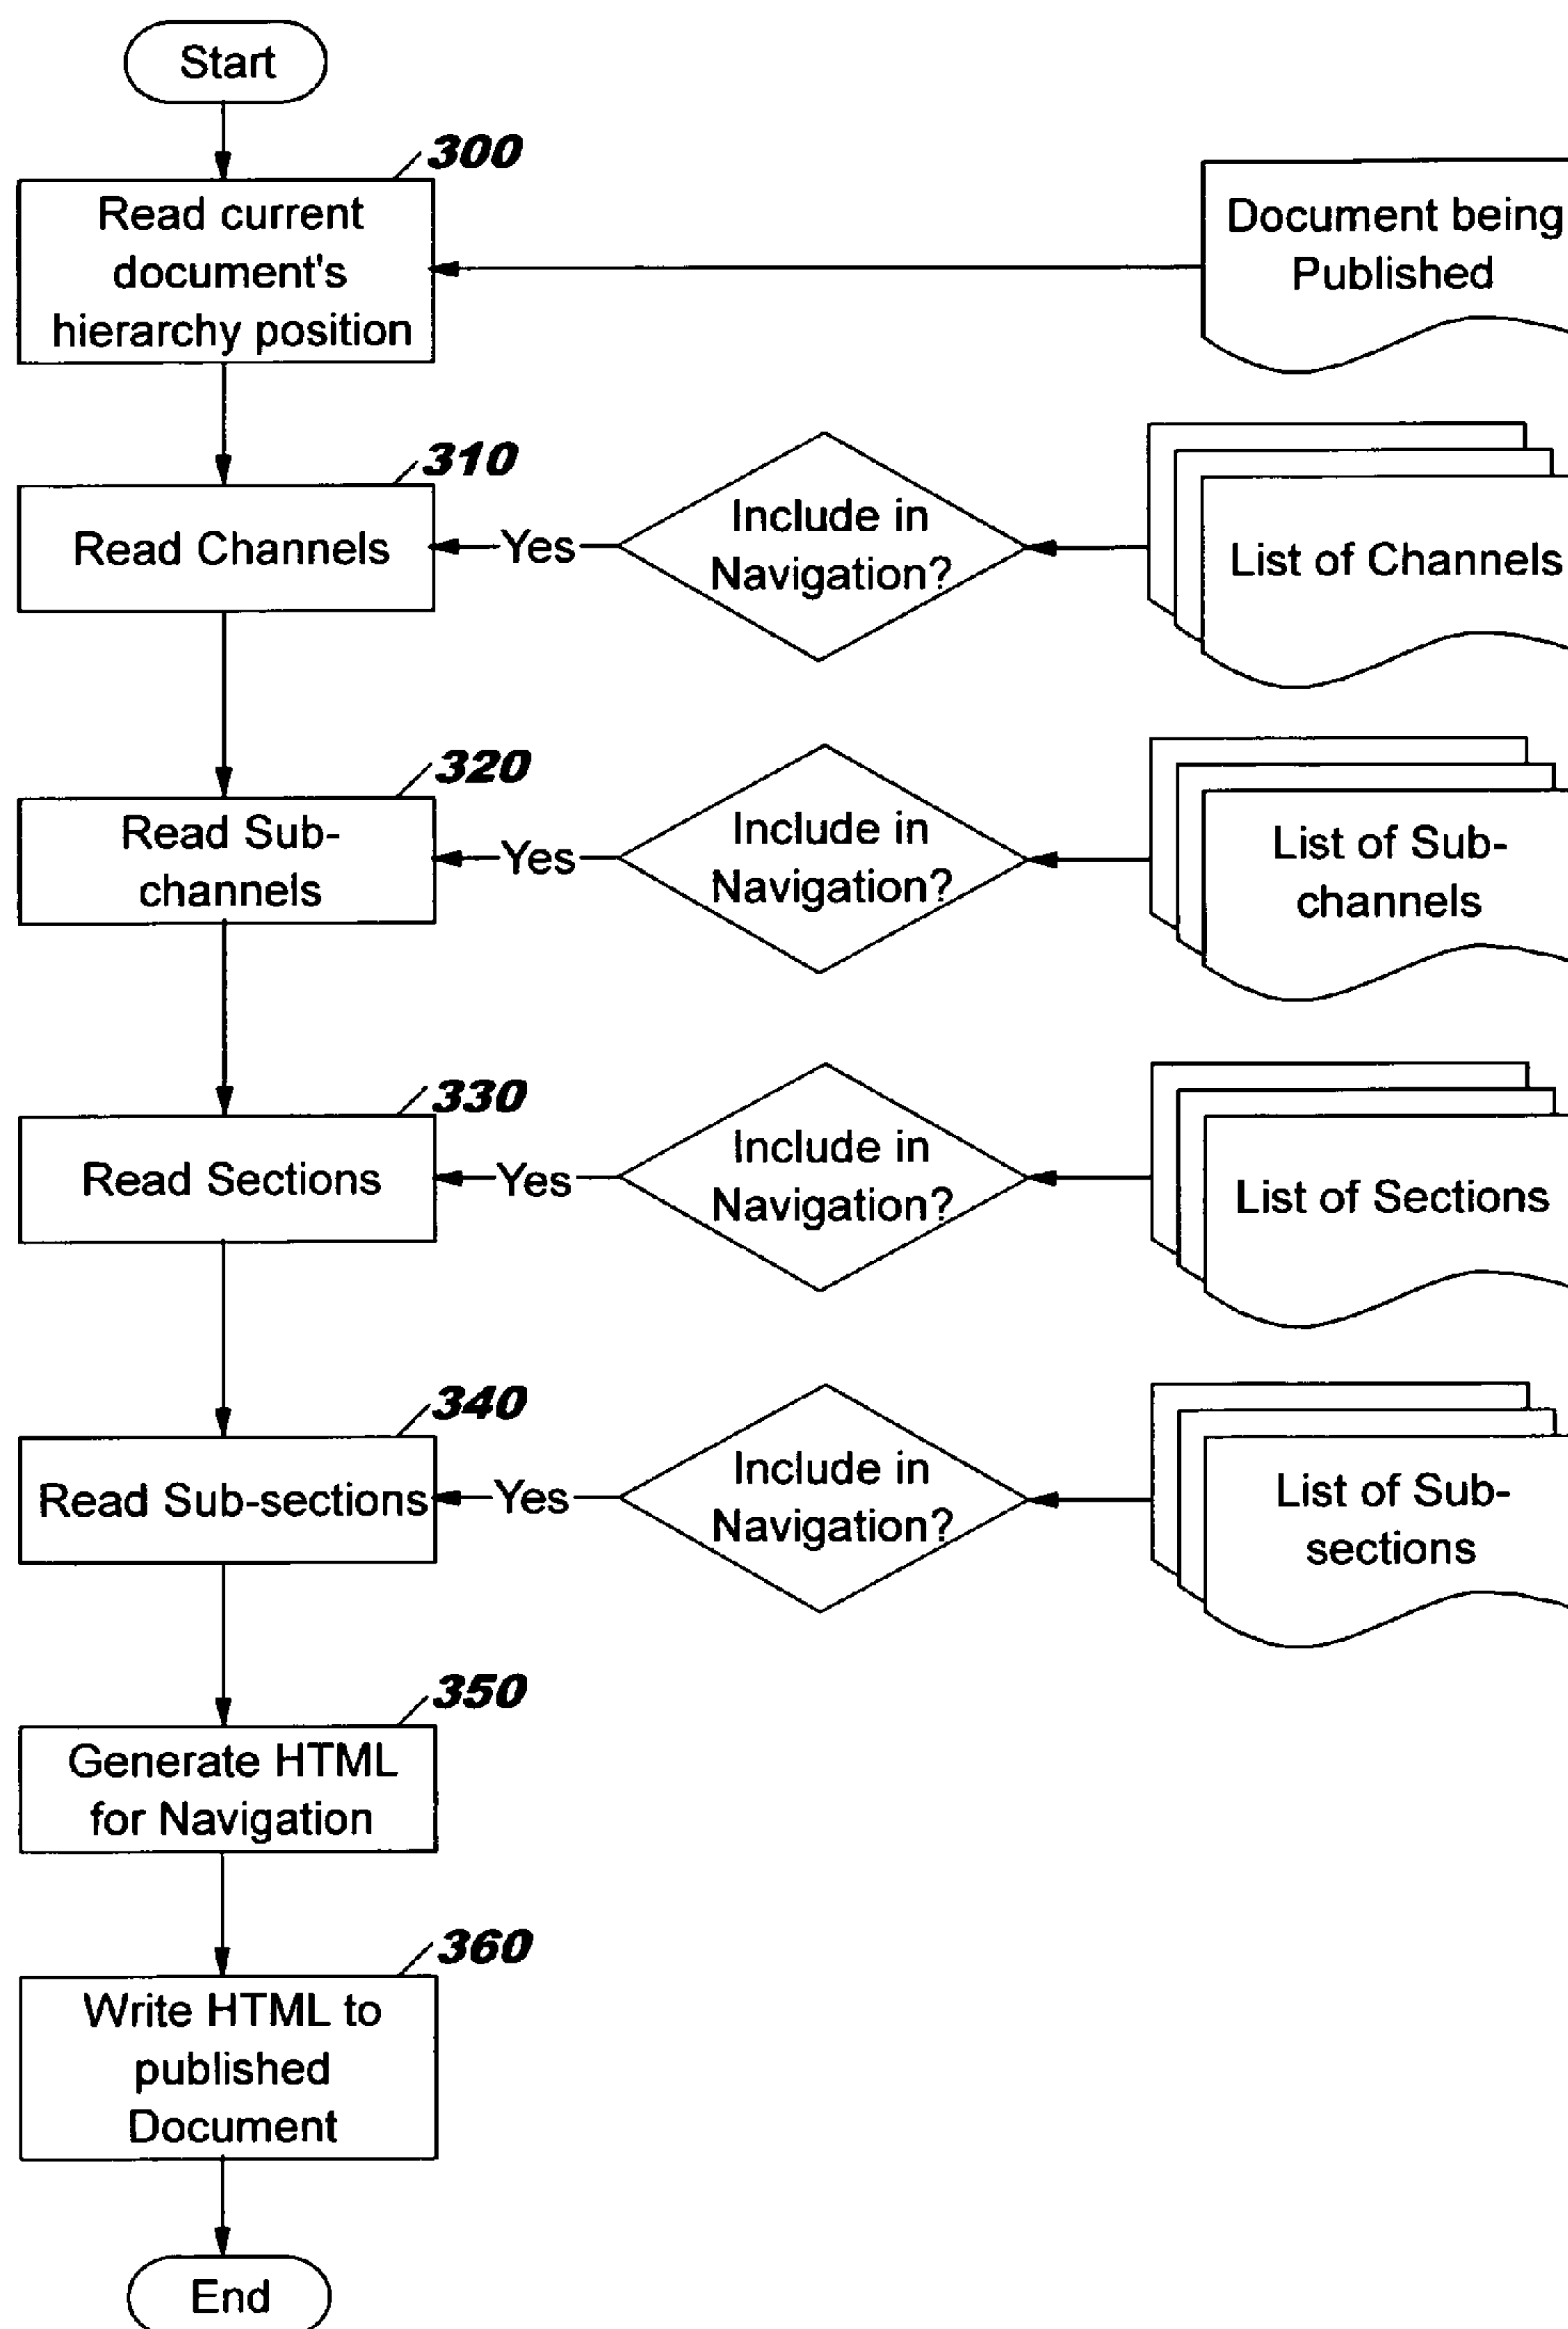 Start
300
Read current
document's
hierarchy position
Document being
Published
310
Read Channels
Yes
Include in
Navigation?
List of Channels
320
Read Sub-
channels
Yes
Include in
Navigation?
List of Sub-
channels
330
Read Sections
Yes
Include in
Navigation?
List of Sections
340
Read Sub-sections
Yes
Include in
Navigation?
List of Sub-
sections
350
Generate HTML
for Navigation
360
Write HTML to
published
Document
End